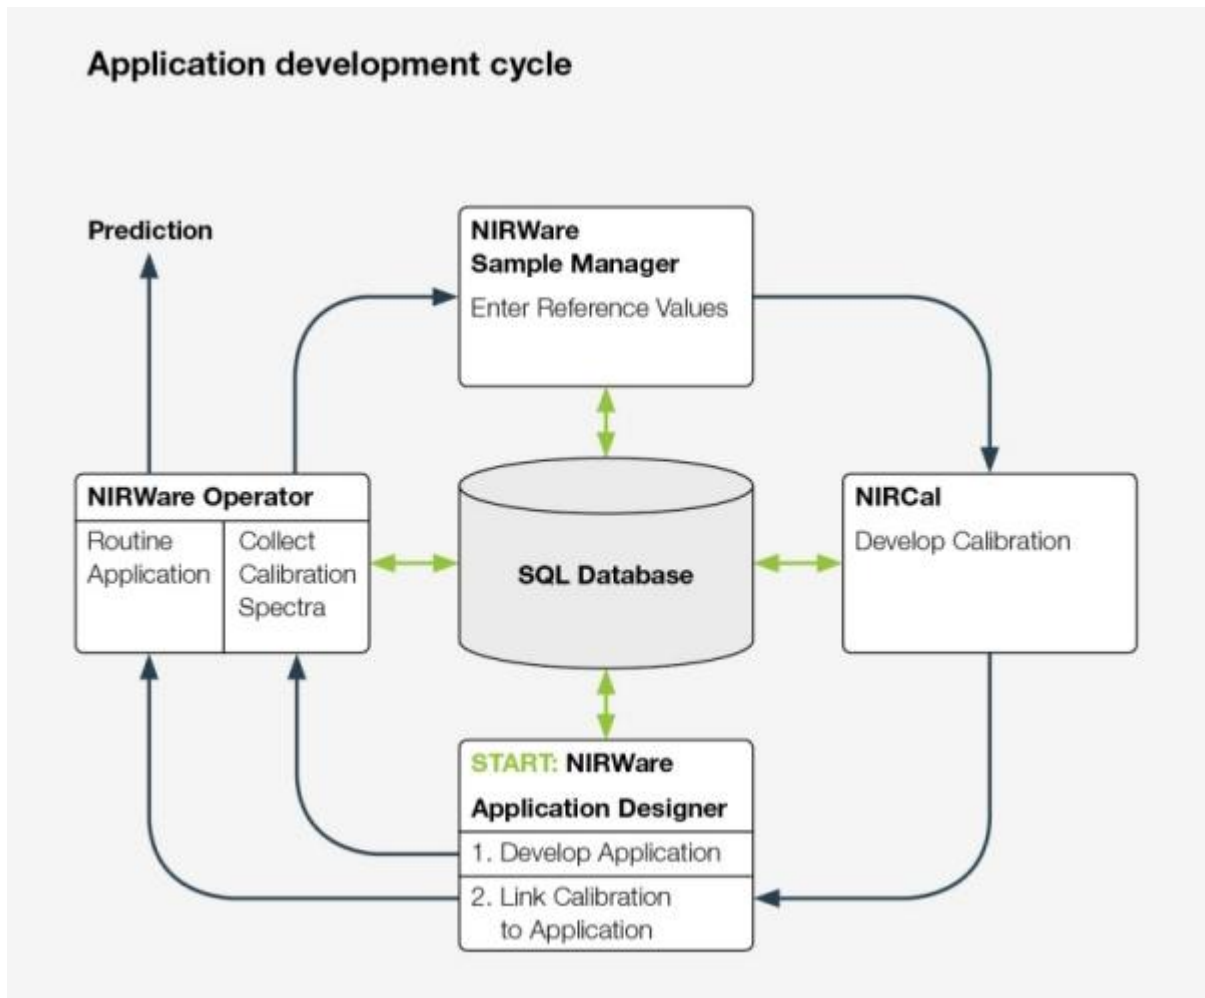 Application development cycle
Prediction
NIRWare
Sample Manager
Enter Reference Values
NIRWare Operator
Routine
Application
Collect
Calibration
Spectra
SQL Database
NIRCal
Develop Calibration
START: NIRWare
Application Designer
1. Develop Application
2. Link Calibration
to Application